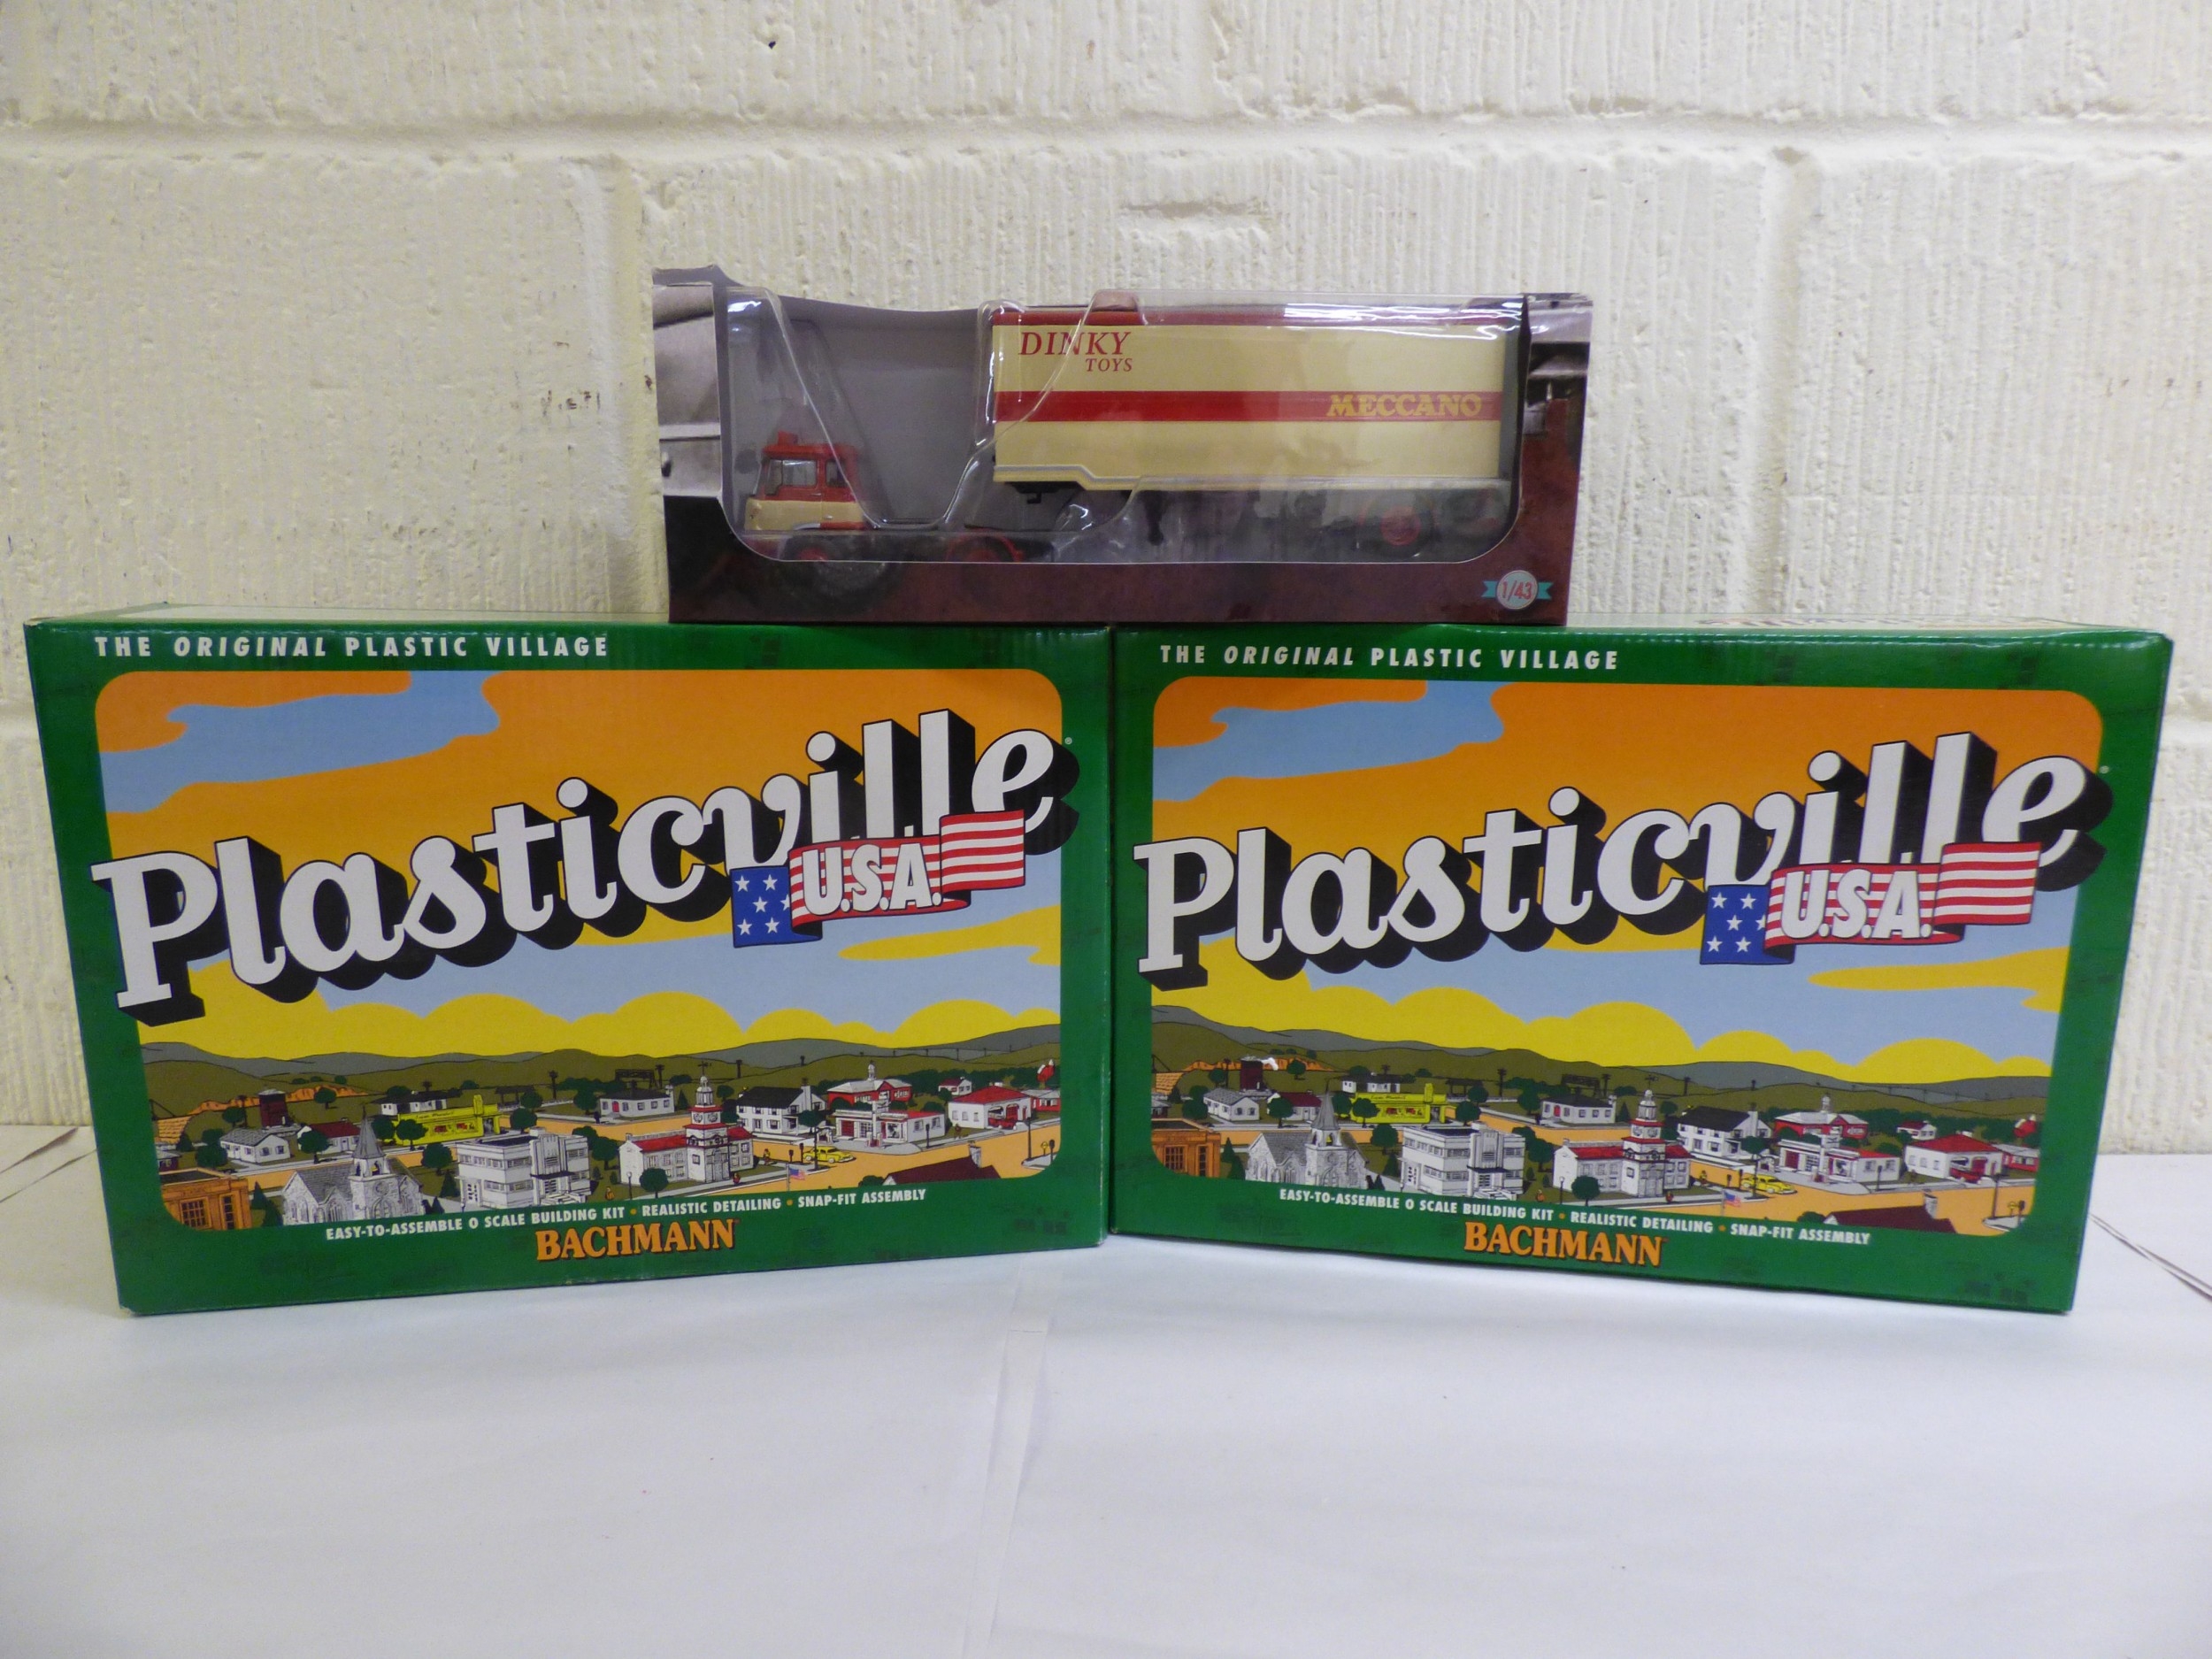 DINKY
TOYS
MECCANO
1/43
THE ORIGINAL PLASTIC VILLAGE
Plasticville
U.S.A.
EASY-TO-ASSEMBLE O SCALE BUILDING KIT • REALISTIC DETAILING • SNAP-FIT ASSEMBLY
BACHMANN
THE ORIGINAL PLASTIC VILLAGE
Plasticville
U.S.A.
EASY-TO-ASSEMBLE O SCALE BUILDING KIT • REALISTIC DETAILING • SNAP-FIT ASSEMBLY
BACHMANN